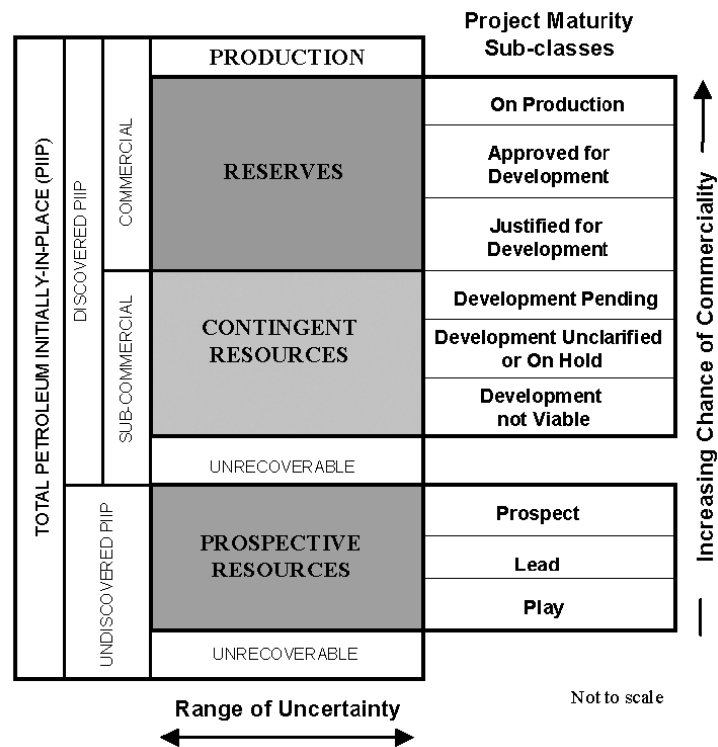 Project Maturity
Sub-classes
PRODUCTION
On Production
RESERVES
Approved for
Development
Justified for
Development
CONTINGENT
RESOURCES
Development Pending
Development Unclarified
or On Hold
Development
not Viable
UNRECOVERABLE
PROSPECTIVE
RESOURCES
Prospect
Lead
Play
UNRECOVERABLE
TOTAL PETROLEUM INITIALLY-IN-PLACE (PIIP)
DISCOVERED PIIP
UNDISCOVERED PIIP
COMMERCIAL
SUB-COMMERCIAL
Increasing Chance of Commerciality
Range of Uncertainty
Not to scale